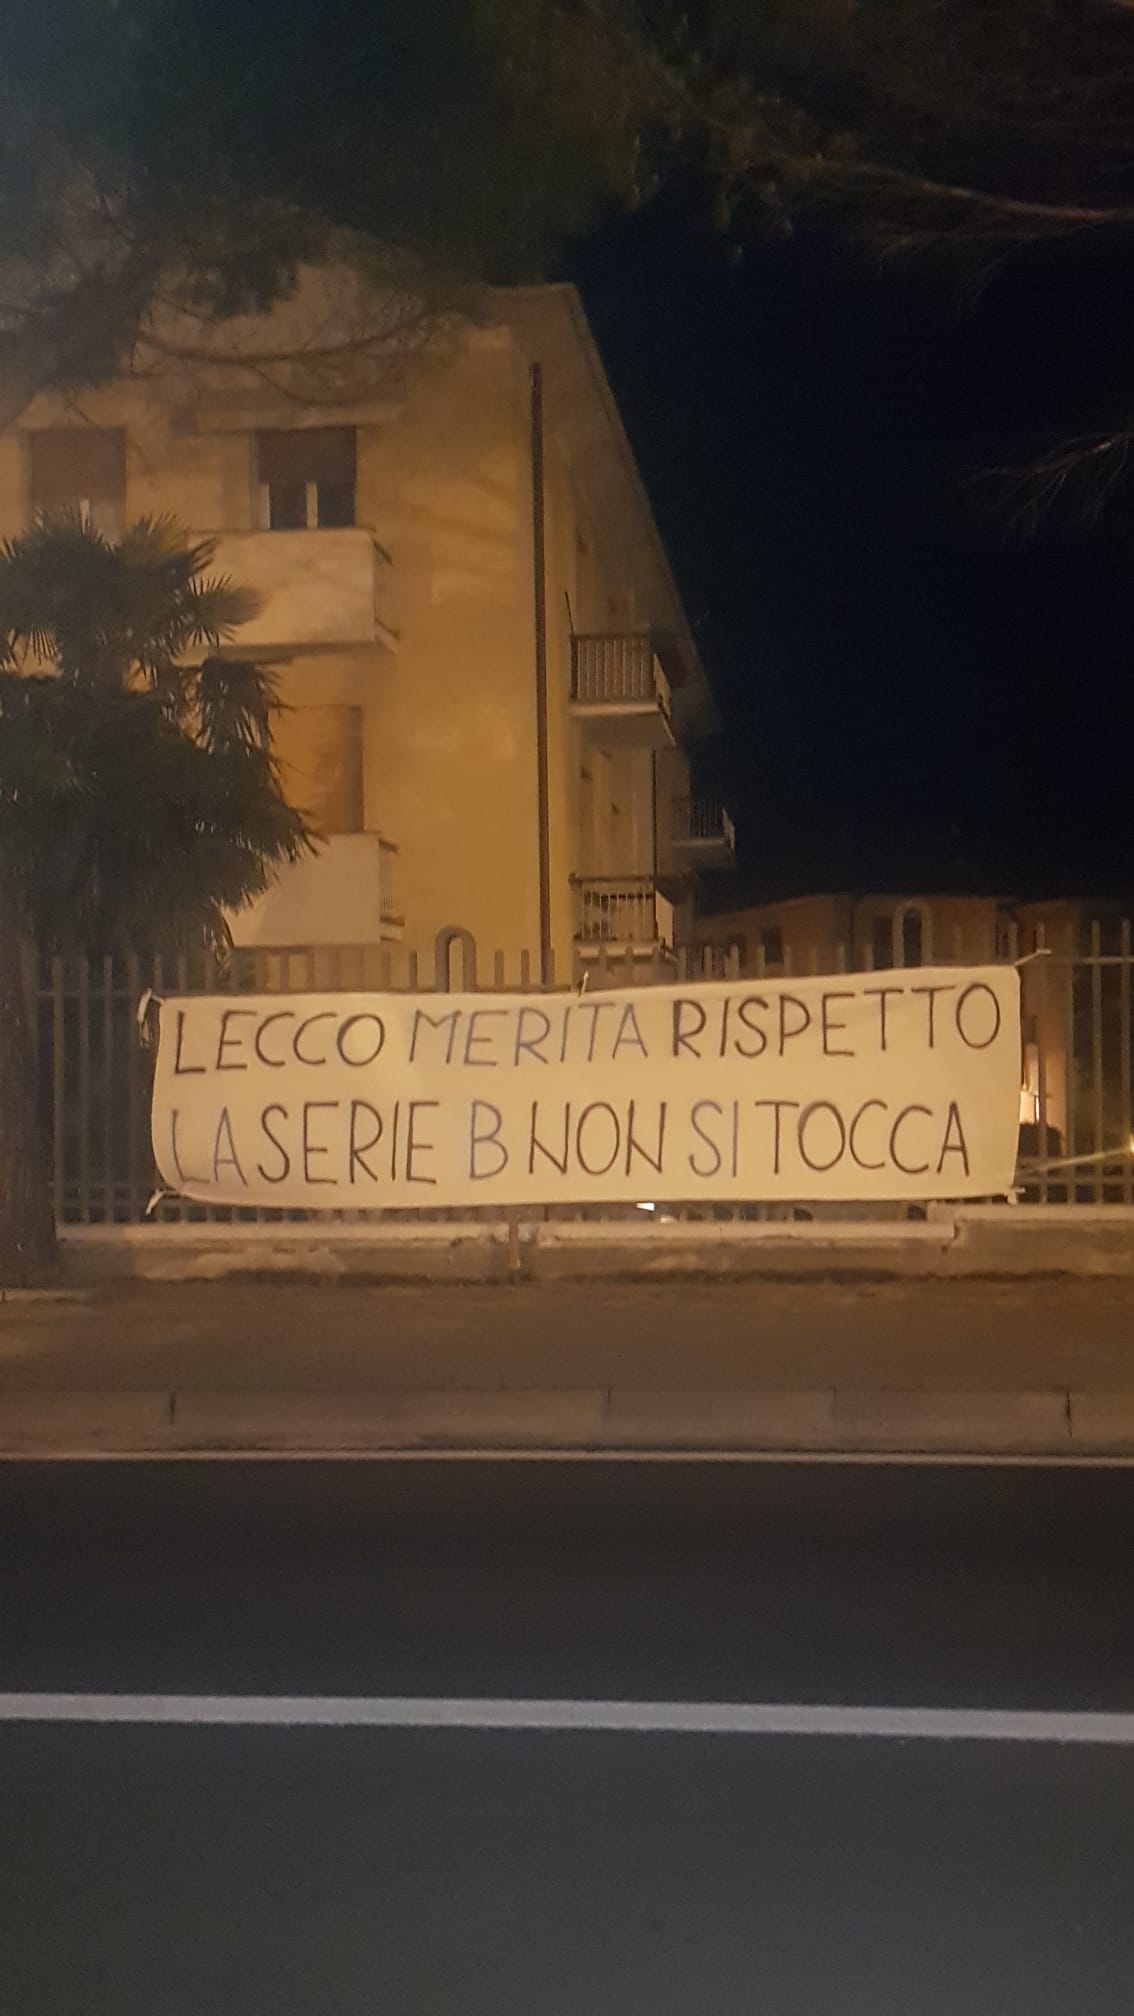 LECCO MERITA RISPETTO
LA SERIE B NON SI TOCCA